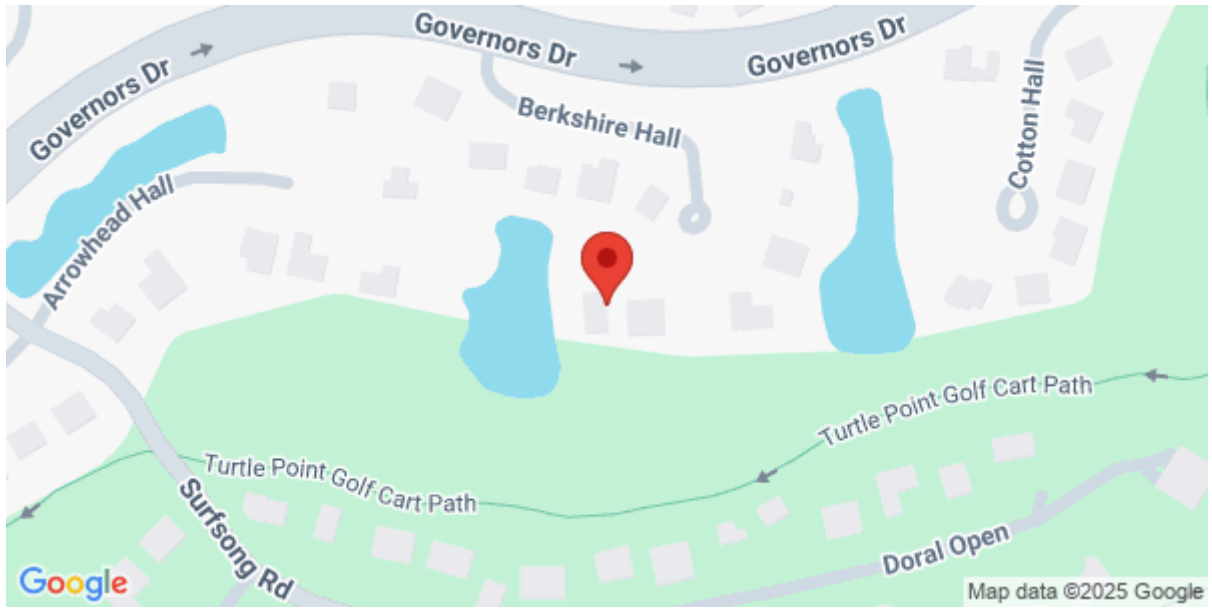 Governors Dr
Governors Dr
Governors Dr
Berkshire Hall
Cotton Hall
Arrowhead Hall
Turtle Point Golf Cart Path
Turtle Point Golf Cart Path
Surfsong Rd
Doral Open
Google
Map data ©2025 Google